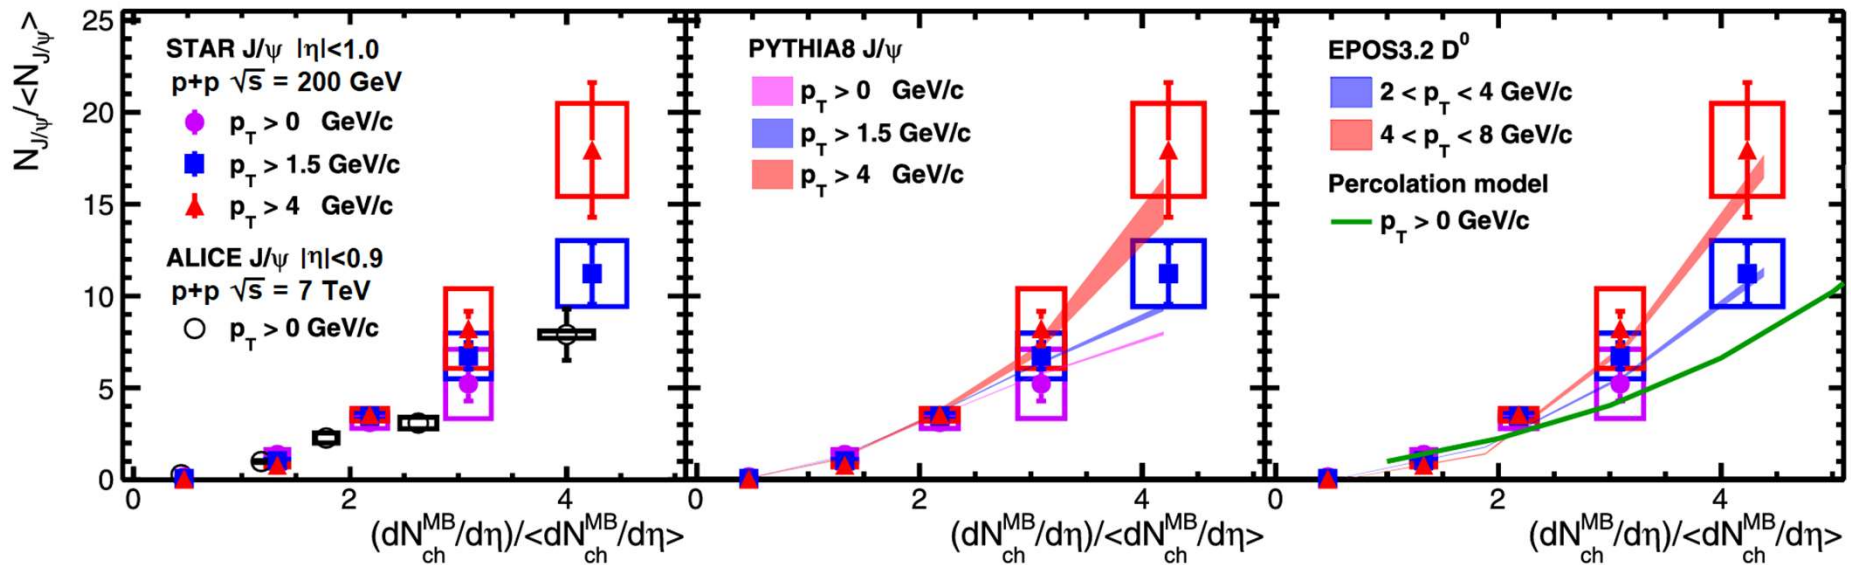 N_J/ψ/<N_J/ψ>
25
20
15
10
5
0
STAR J/ψ |η|<1.0
p+p √s = 200 GeV
p_T > 0 GeV/c
p_T > 1.5 GeV/c
p_T > 4 GeV/c
ALICE J/ψ |η|<0.9
p+p √s = 7 TeV
p_T > 0 GeV/c
0 2 4
(dN_ch^MB/dη)/<dN_ch^MB/dη>
PYTHIA8 J/ψ
p_T > 0 GeV/c
p_T > 1.5 GeV/c
p_T > 4 GeV/c
0 2 4
(dN_ch^MB/dη)/<dN_ch^MB/dη>
EPOS3.2 D^0
2 < p_T < 4 GeV/c
4 < p_T < 8 GeV/c
Percolation model
p_T > 0 GeV/c
0 2 4
(dN_ch^MB/dη)/<dN_ch^MB/dη>